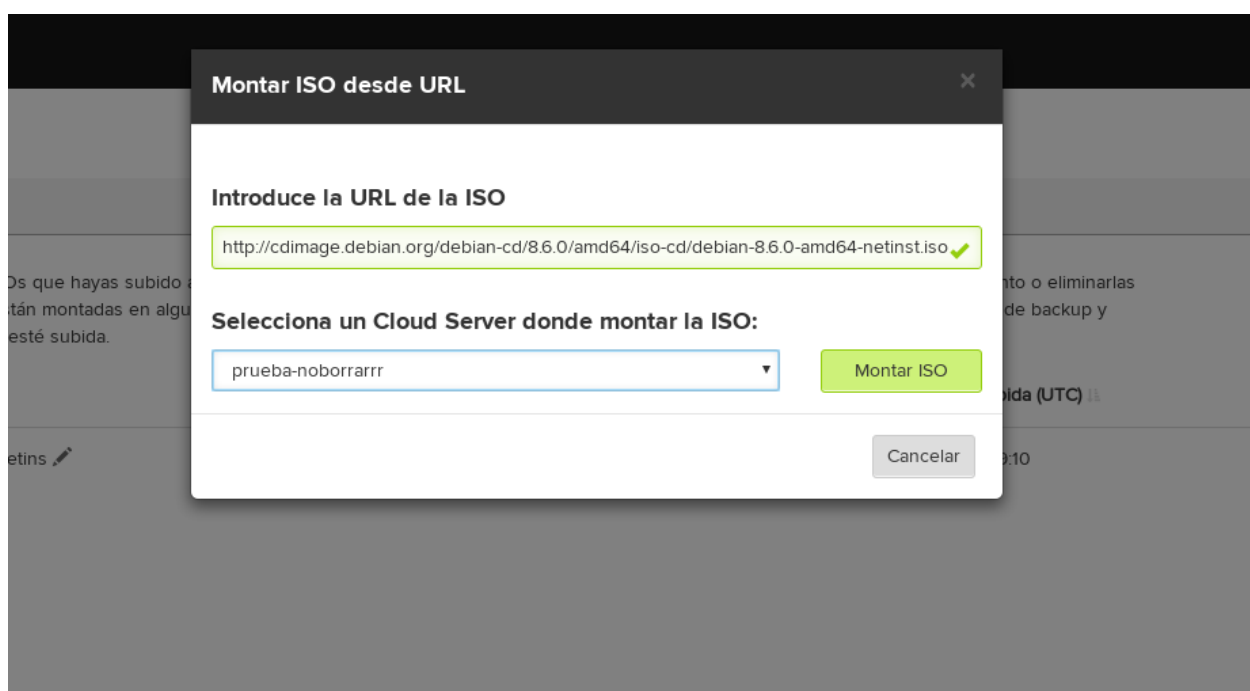 Montar ISO desde URL
×
Introduce la URL de la ISO
http://cdimage.debian.org/debian-cd/8.6.0/amd64/iso-cd/debian-8.6.0-amd64-netinst.iso
Os que hayas subido
nto o eliminarlas
están montadas en algu
de backup y
esté subida.
Selecciona un Cloud Server donde montar la ISO:
prueba-noborrarrr
Montar ISO
ida (UTC)
Cancelar
etins
9:10